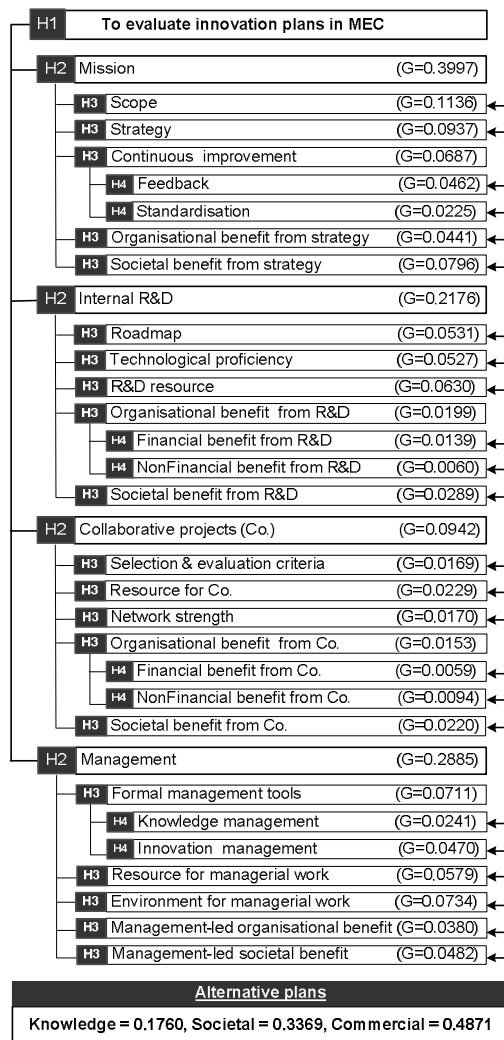 H1 To evaluate innovation plans in MEC
H2 Mission (G=0.3997)
H3 Scope (G=0.1136)
H3 Strategy (G=0.0937)
H3 Continuous improvement (G=0.0687)
H4 Feedback (G=0.0462)
H4 Standardisation (G=0.0225)
H3 Organisational benefit from strategy (G=0.0441)
H3 Societal benefit from strategy (G=0.0796)
H2 Internal R&D (G=0.2176)
H3 Roadmap (G=0.0531)
H3 Technological proficiency (G=0.0527)
H3 R&D resource (G=0.0630)
H3 Organisational benefit from R&D (G=0.0199)
H4 Financial benefit from R&D (G=0.0139)
H4 NonFinancial benefit from R&D (G=0.0060)
H3 Societal benefit from R&D (G=0.0289)
H2 Collaborative projects (Co.) (G=0.0942)
H3 Selection & evaluation criteria (G=0.0169)
H3 Resource for Co. (G=0.0229)
H3 Network strength (G=0.0170)
H3 Organisational benefit from Co. (G=0.0153)
H4 Financial benefit from Co. (G=0.0059)
H4 NonFinancial benefit from Co. (G=0.0094)
H3 Societal benefit from Co. (G=0.0220)
H2 Management (G=0.2885)
H3 Formal management tools (G=0.0711)
H4 Knowledge management (G=0.0241)
H4 Innovation management (G=0.0470)
H3 Resource for managerial work (G=0.0579)
H3 Environment for managerial work (G=0.0734)
H3 Management-led organisational benefit (G=0.0380)
H3 Management-led societal benefit (G=0.0482)
Alternative plans
Knowledge = 0.1760, Societal = 0.3369, Commercial = 0.4871